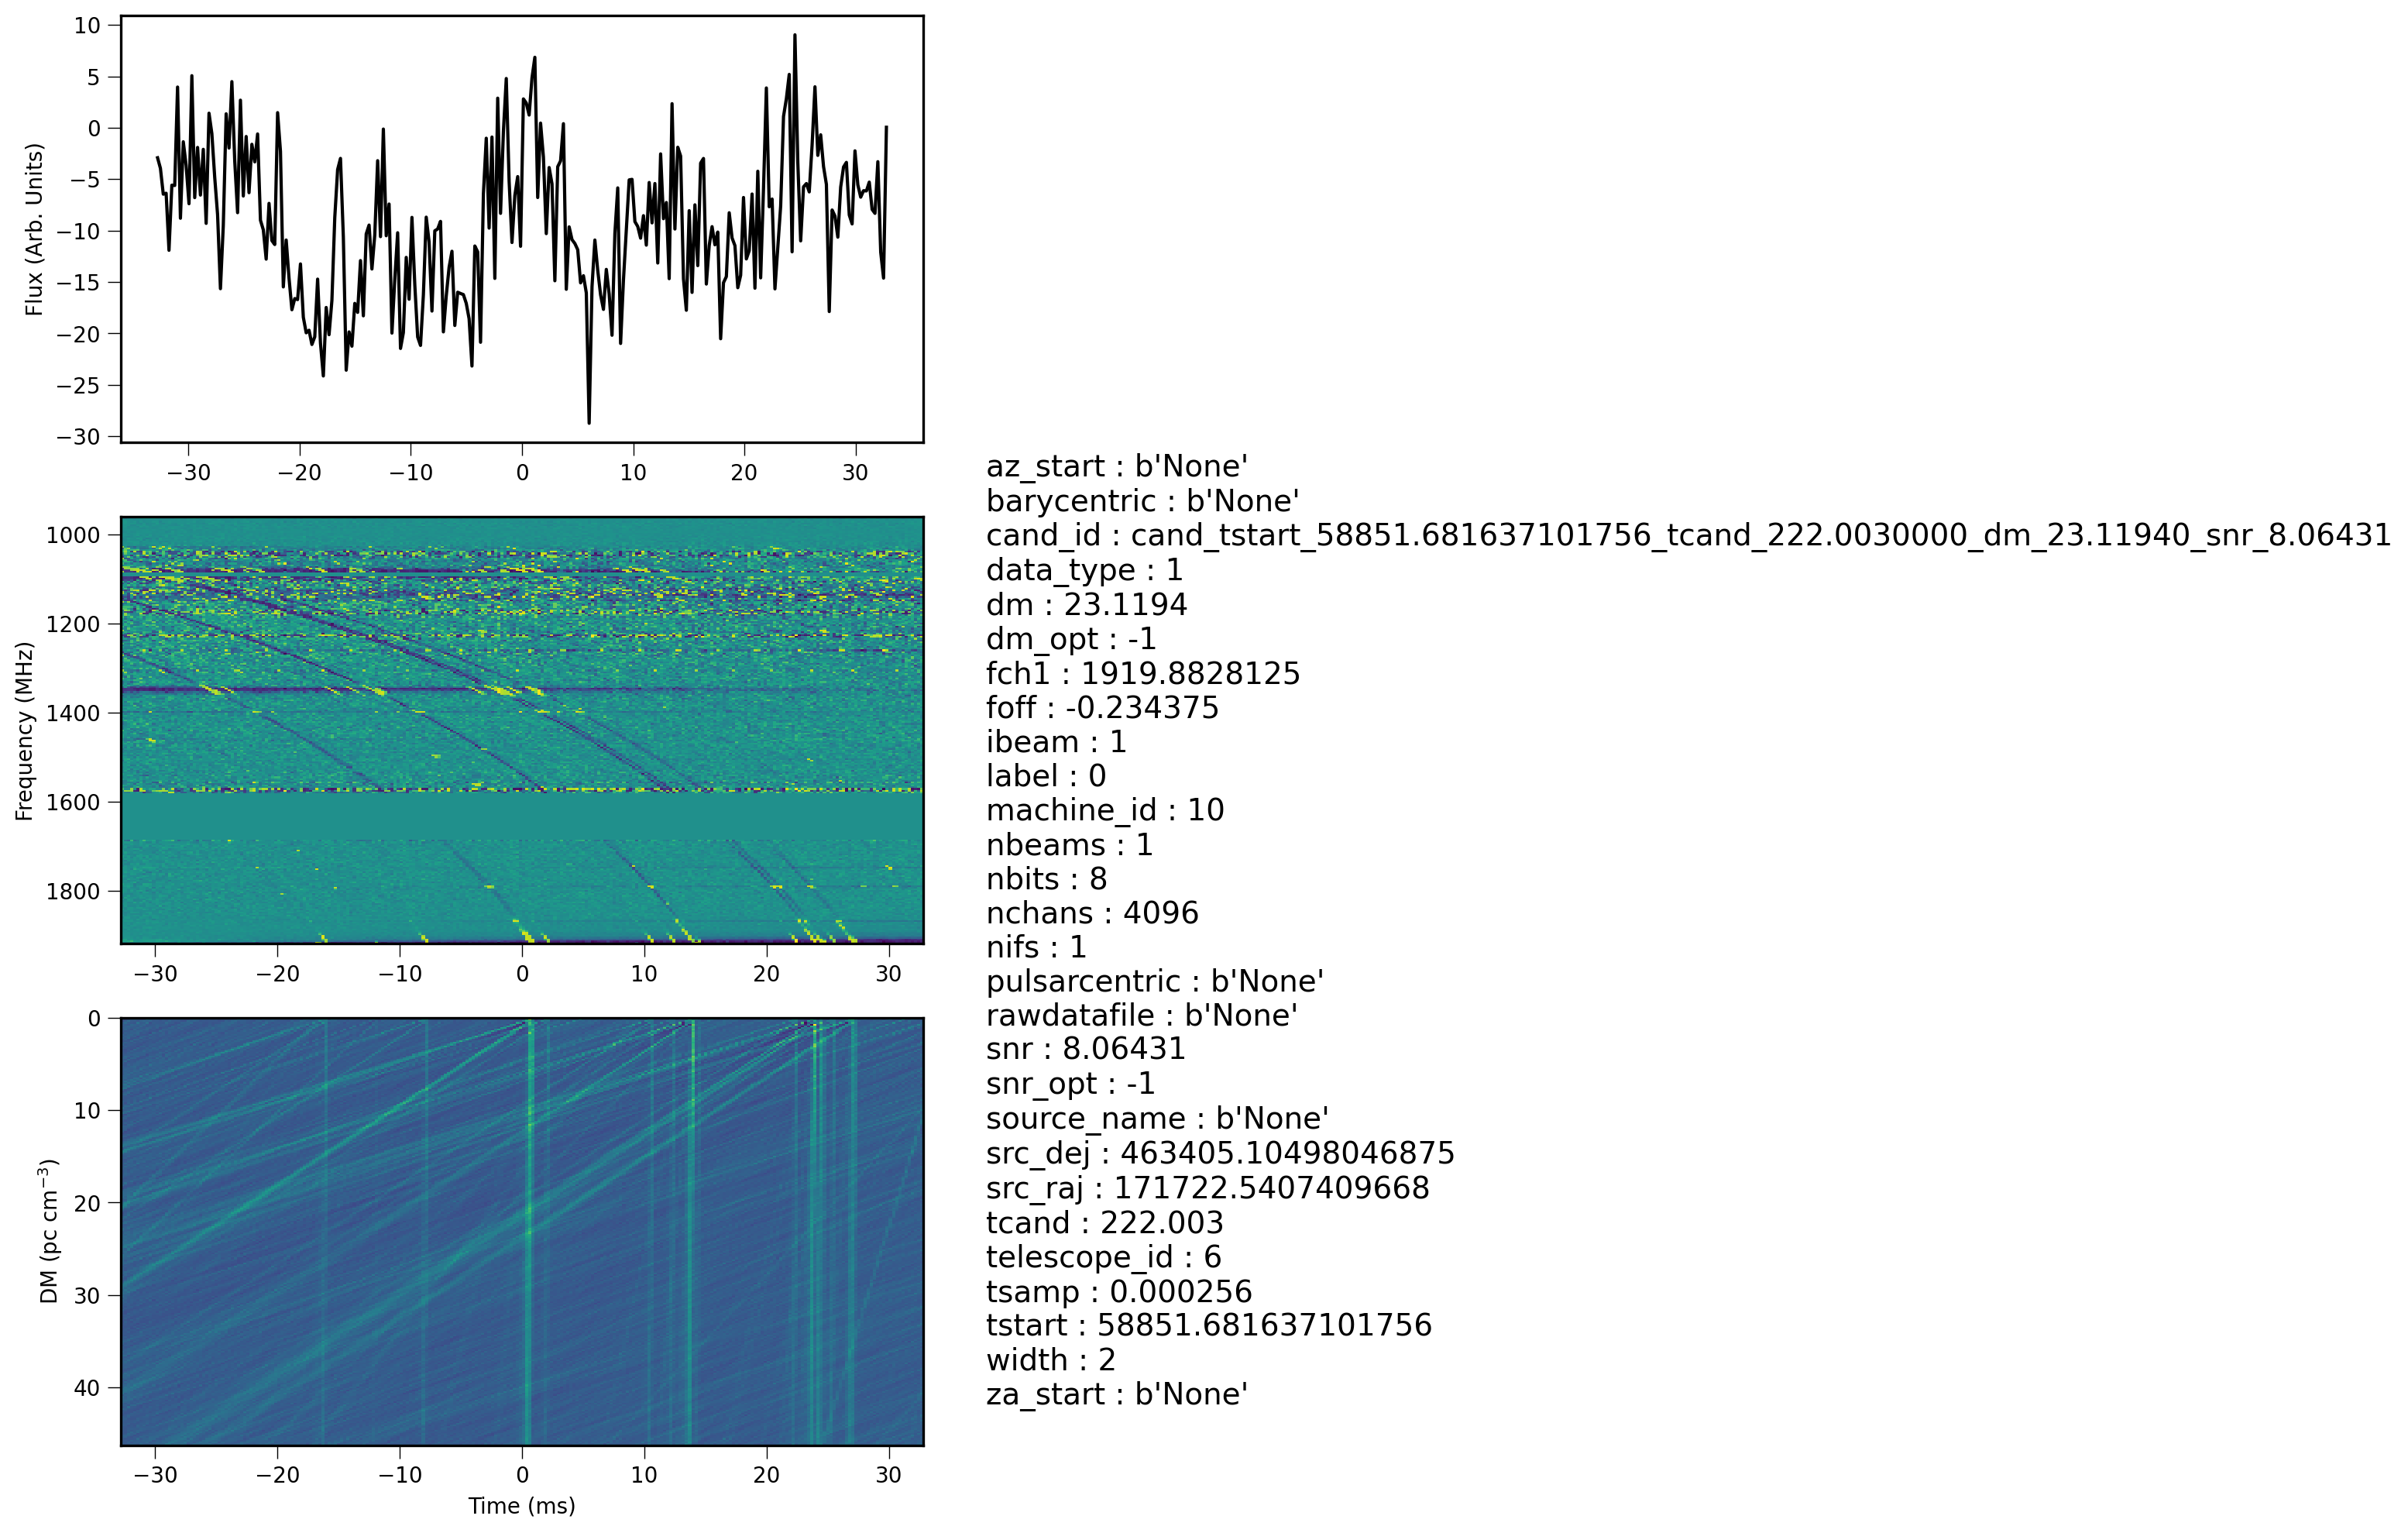 10
5
0
−5
−10
−15
−20
−25
−30
Flux (Arb. Units)
−30 −20 −10 0 10 20 30
1000
1200
1400
1600
1800
Frequency (MHz)
−30 −20 −10 0 10 20 30
0
10
20
30
40
DM (pc cm⁻³)
−30 −20 −10 0 10 20 30
Time (ms)
az_start : b'None'
barycentric : b'None'
cand_id : cand_tstart_58851.681637101756_tcand_222.0030000_dm_23.11940_snr_8.06431
data_type : 1
dm : 23.1194
dm_opt : -1
fch1 : 1919.8828125
foff : -0.234375
ibeam : 1
label : 0
machine_id : 10
nbeams : 1
nbits : 8
nchans : 4096
nifs : 1
pulsarcentric : b'None'
rawdatafile : b'None'
snr : 8.06431
snr_opt : -1
source_name : b'None'
src_dej : 463405.10498046875
src_raj : 171722.5407409668
tcand : 222.003
telescope_id : 6
tsamp : 0.000256
tstart : 58851.681637101756
width : 2
za_start : b'None'